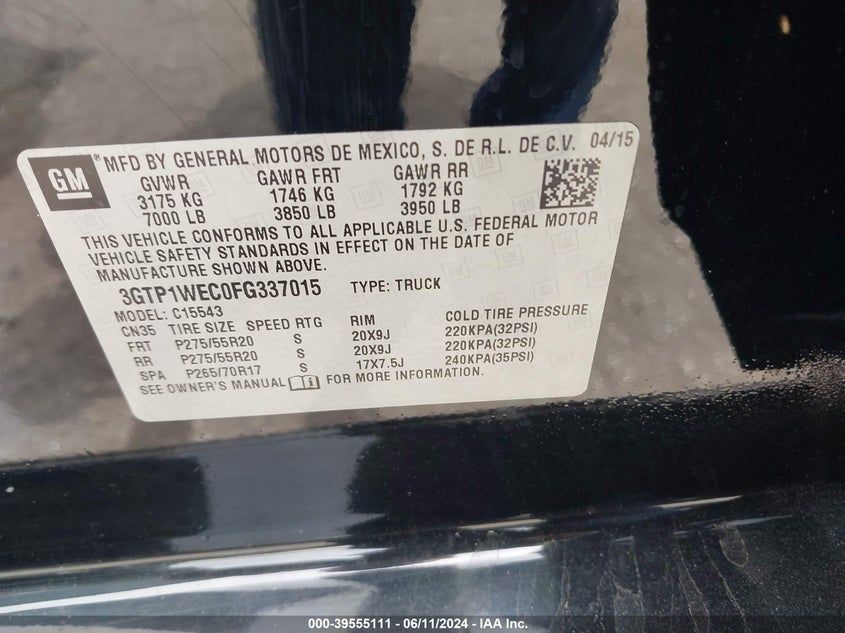 GM ® MFD BY GENERAL MOTORS DE MEXICO, S. DE R.L. DE C.V. 04/15
GVWR GAWR FRT GAWR RR
3175 KG 1746 KG 1792 KG
7000 LB 3850 LB 3950 LB
THIS VEHICLE CONFORMS TO ALL APPLICABLE U.S. FEDERAL MOTOR
VEHICLE SAFETY STANDARDS IN EFFECT ON THE DATE OF
MANUFACTURE SHOWN ABOVE.
3GTP1WEC0FG337015 TYPE: TRUCK
MODEL: C15543
CN35 TIRE SIZE SPEED RTG RIM COLD TIRE PRESSURE
FRT P275/55R20 S 20X9J 220KPA(32PSI)
RR P275/55R20 S 20X9J 220KPA(32PSI)
SPA P265/70R17 S 17X7.5J 240KPA(35PSI)
SEE OWNER'S MANUAL FOR MORE INFORMATION.
000-39555111 - 06/11/2024 - IAA Inc.